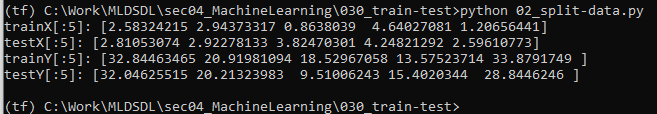 (tf) C:\Work\MLDSDL\sec04_MachineLearning\030_train-test>python 02_split-data.py
trainX[:5]: [2.58324215 2.94373317 0.8638039  4.64027081 1.20656441]
testX[:5]: [2.81053074 2.92278133 3.82470301 4.24821292 2.59610773]
trainY[:5]: [32.84463465 20.91981094 18.52967058 13.57523714 33.8791749 ]
testY[:5]: [32.04625515 20.21323983  9.51006243 15.4020344  28.8446246 ]
(tf) C:\Work\MLDSDL\sec04_MachineLearning\030_train-test>